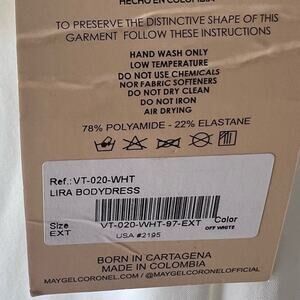 HECHO EN COLOMBIA
TO PRESERVE THE DISTINCTIVE SHAPE OF THIS
GARMENT FOLLOW THESE INSTRUCTIONS
HAND WASH ONLY
LOW TEMPERATURE
DO NOT USE CHEMICALS
NOR FABRIC SOFTENERS
DO NOT DRY CLEAN
DO NOT IRON
AIR DRYING
78% POLYAMIDE - 22% ELASTANE
Ref.: VT-020-WHT
LIRA BODYDRESS
Size VT-020-WHT-97-EXT Color
EXT OFF WHITE
USA #2195
BORN IN CARTAGENA
MADE IN COLOMBIA
MAYGELCORONEL.COM @MAYGELCORONELOFFICIAL